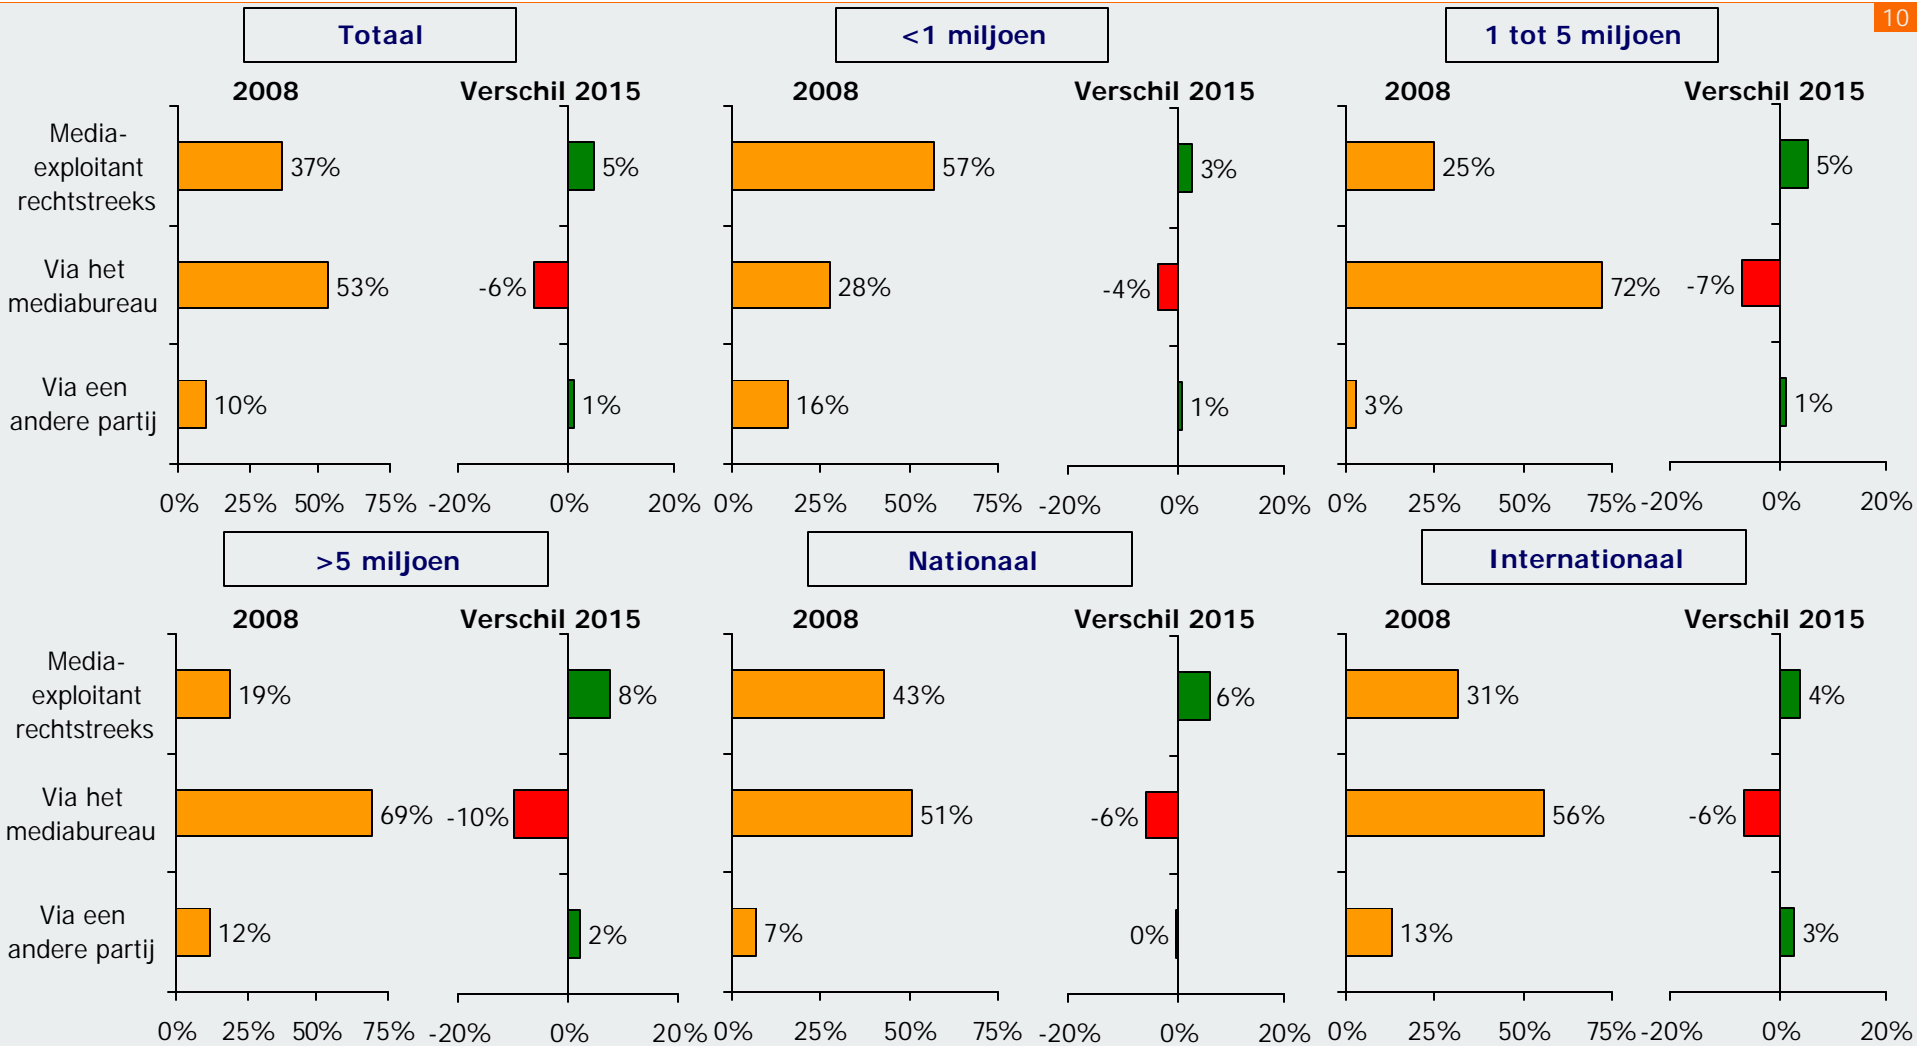 10
Totaal
<1 miljoen
1 tot 5 miljoen
2008
Verschil 2015
2008
Verschil 2015
2008
Verschil 2015
Media-
exploitant
rechtstreeks
37%
5%
57%
3%
25%
5%
Via het
mediabureau
53%
-6%
28%
-4%
72%
-7%
Via een
andere partij
10%
1%
16%
1%
3%
1%
0% 25% 50% 75% -20% 0% 20% 0% 25% 50% 75% -20% 0% 20% 0% 25% 50% 75% -20% 0% 20%
>5 miljoen
Nationaal
Internationaal
2008
Verschil 2015
2008
Verschil 2015
2008
Verschil 2015
Media-
exploitant
rechtstreeks
19%
8%
43%
6%
31%
4%
Via het
mediabureau
69%
-10%
51%
-6%
56%
-6%
Via een
andere partij
12%
2%
7%
0%
13%
3%
0% 25% 50% 75% -20% 0% 20% 0% 25% 50% 75% -20% 0% 20% 0% 25% 50% 75% -20% 0% 20%